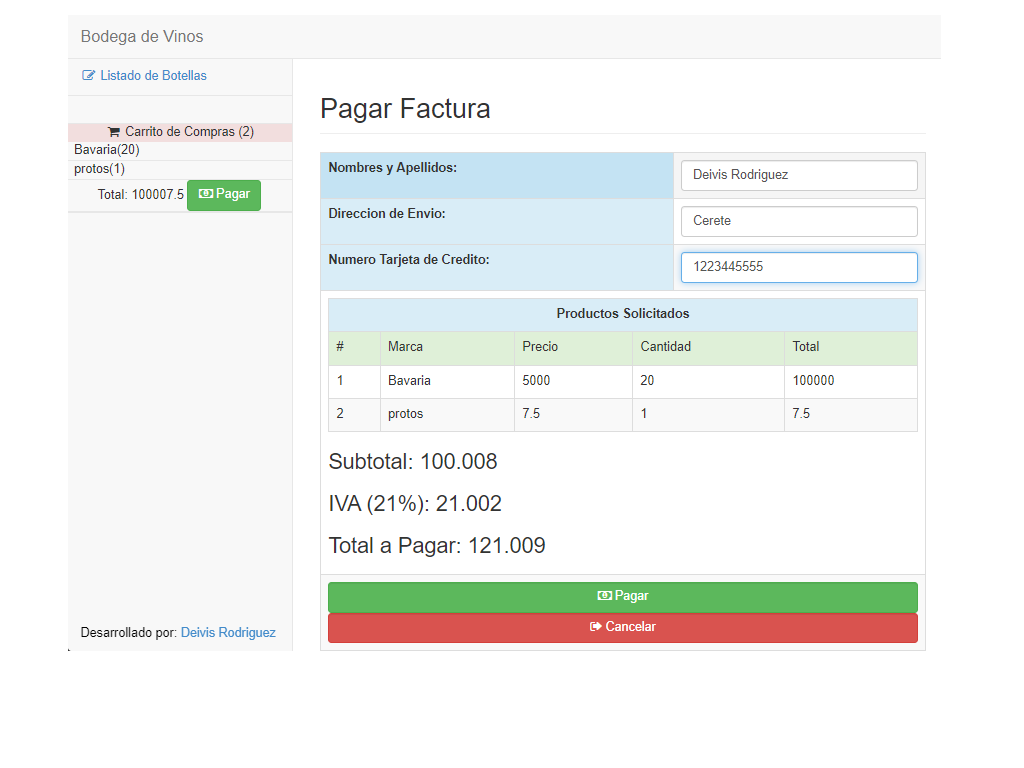 Bodega de Vinos
Listado de Botellas
Carrito de Compras (2)
Bavaria(20)
protos(1)
Total: 100007.5 Pagar
Desarrollado por: Deivis Rodriguez
Pagar Factura
Nombres y Apellidos: Deivis Rodriguez
Direccion de Envio: Cerete
Numero Tarjeta de Credito: 1223445555
Productos Solicitados
# Marca Precio Cantidad Total
1 Bavaria 5000 20 100000
2 protos 7.5 1 7.5
Subtotal: 100.008
IVA (21%): 21.002
Total a Pagar: 121.009
Pagar
Cancelar